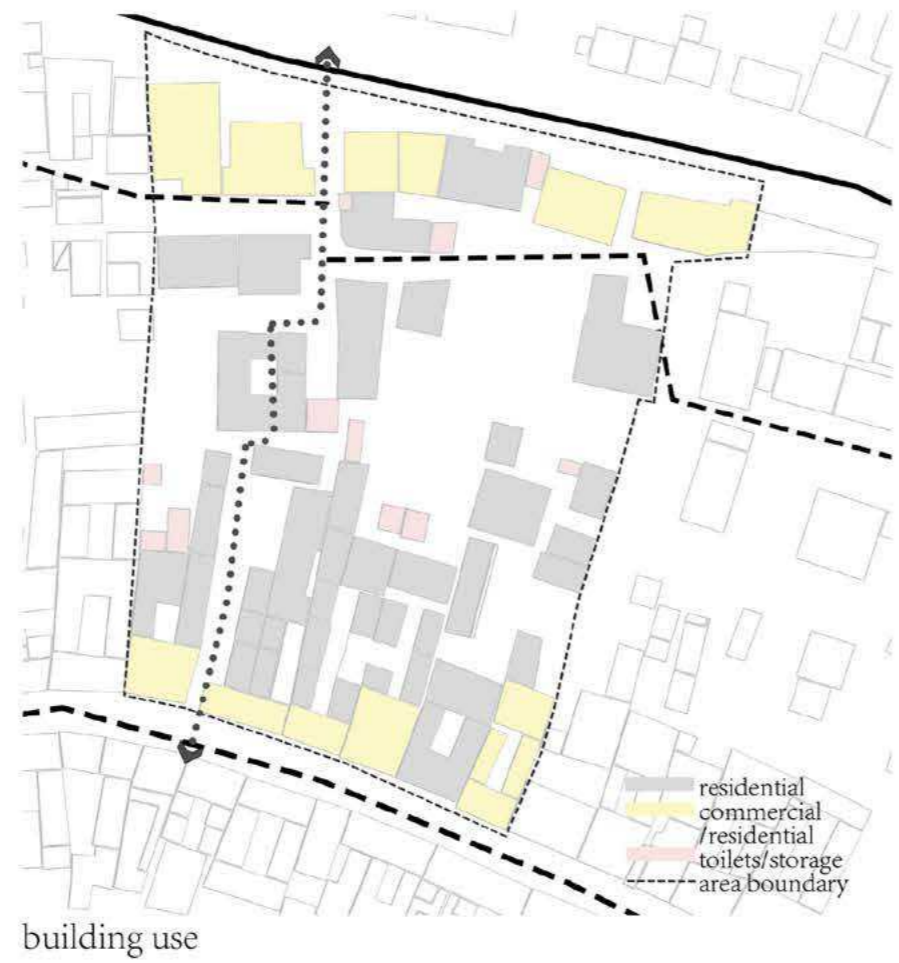 residential
commercial
/residential
toilets/storage
area boundary
building use